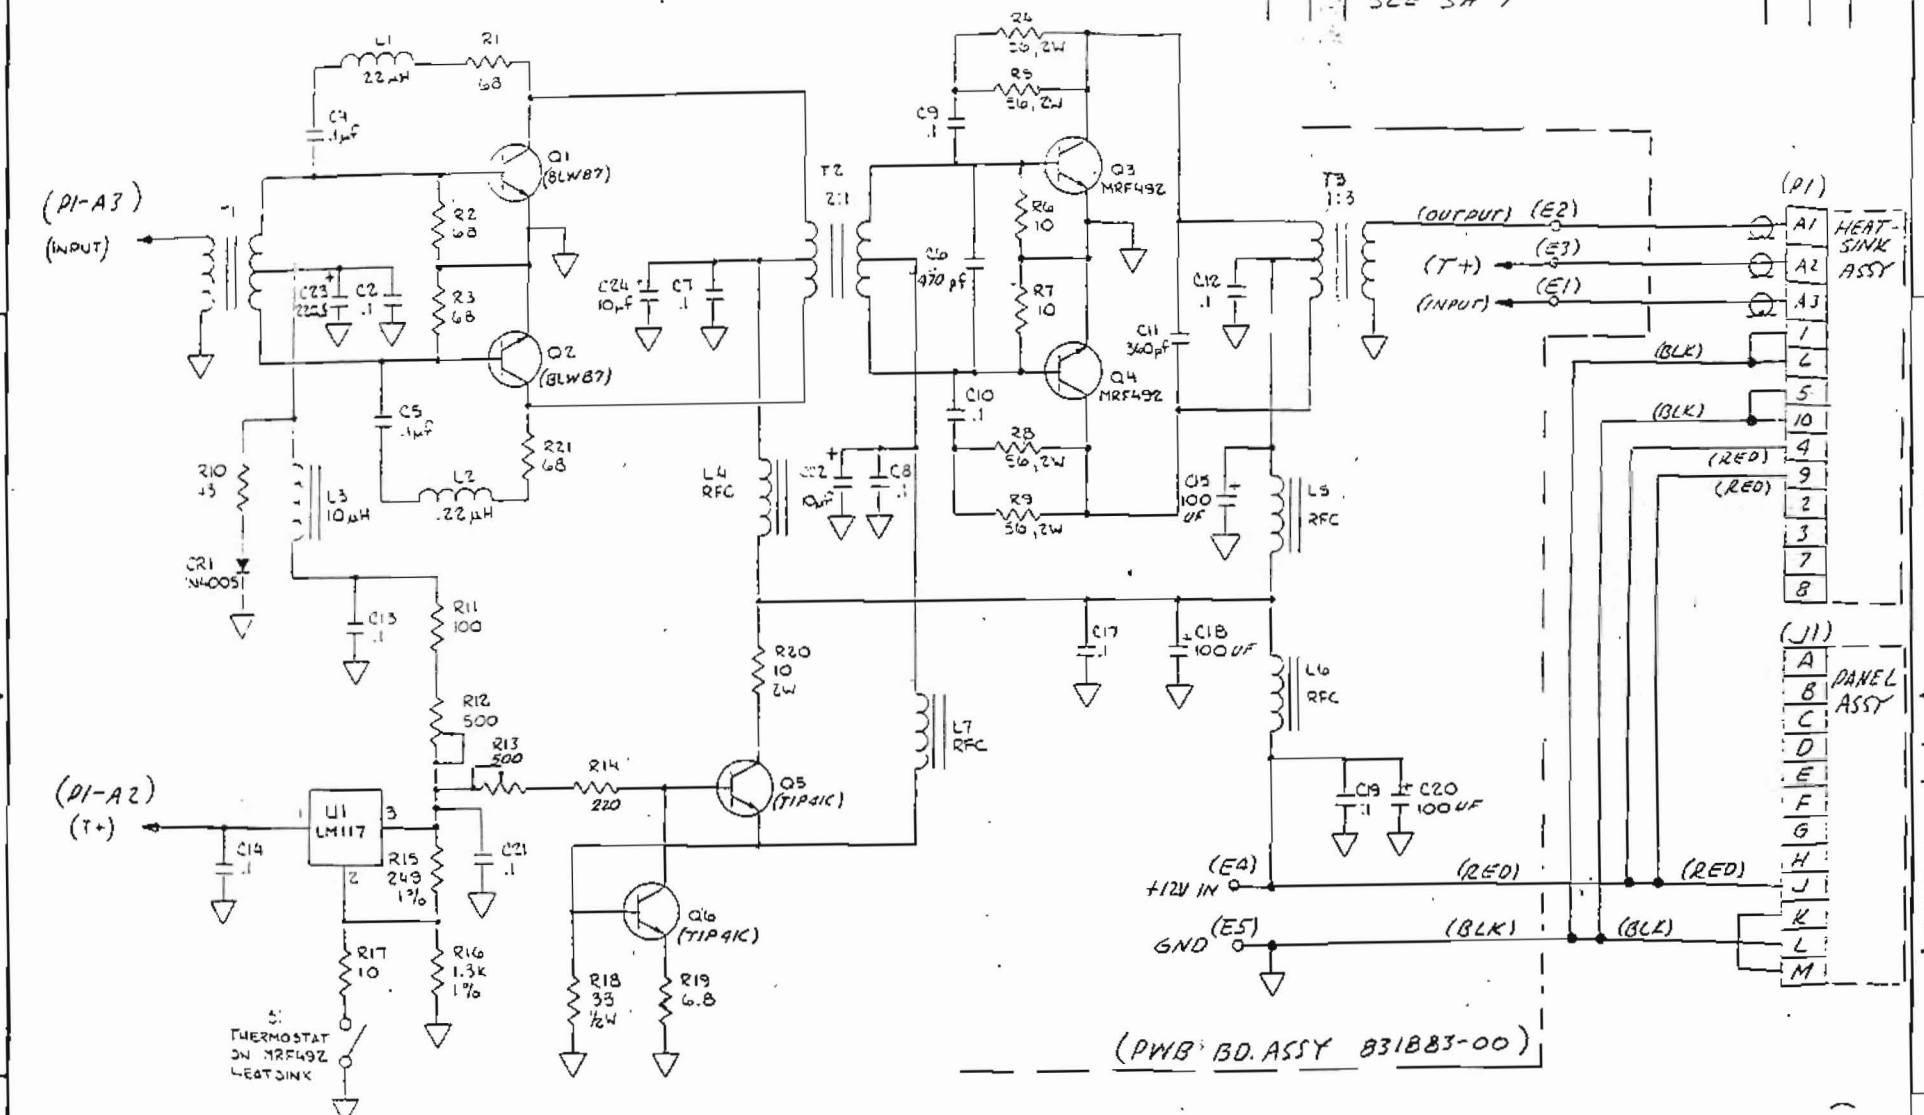 L1
22µH
R1
68
C4
.1µF
Q1
(BLW87)
(P1-A3)
(INPUT)
R2
68
C2
.1
R3
68
Q2
(BLW87)
C5
.1µF
R21
68
L2
.22µH
R10
L3
10µH
CR1
C13
.1
R11
100
R12
500
R13
500
R14
220
(P1-A2)
(T+)
1
U1
LM117
3
2
C14
.1
R15
249
1%
C21
.1
R17
10
R16
1.3K
1%
THERMOSTAT
ON MRF492
HEATSINK
R18
33
1/2W
R19
6.8
Q6
(TIP41C)
Q5
(TIP41C)
R20
10
2W
L7
RFC
L4
RFC
C24
10µF
C7
.1
T2
2:1
10µF
C8
.1
C9
.1
R4
56, 2W
R5
56, 2W
Q3
MRF492
R6
10
C6
470pf
R7
10
Q4
MRF492
C10
.1
R8
56, 2W
R9
56, 2W
C11
360pf
C12
.1
T3
1:3
C15
100
UF
L5
RFC
C17
.1
C18
100UF
L6
RFC
C19
.1
C20
100UF
(OUTPUT) (E2)
(T+)
(E3)
(INPUT)
(E1)
(P1)
A1
A2
A3
1
6
5
10
4
9
2
3
7
8
HEAT-
SINK
ASSY
(BLK)
(BLK)
(RED)
(RED)
(J1)
A
B
C
D
E
F
G
H
J
K
L
M
PANEL
ASSY
+12V IN
(E4)
(RED)
(RED)
GND
(E5)
(BLK)
(BLK)
(PWB BD. ASSY 831883-00)